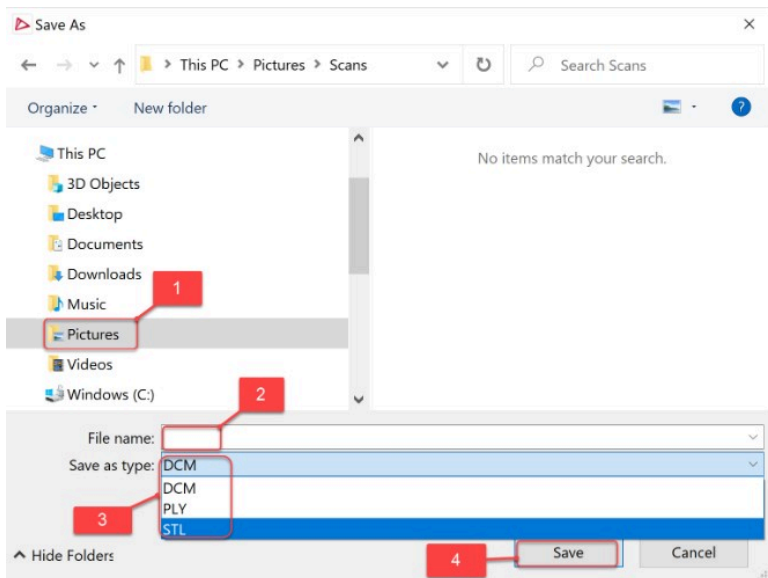 Save As
This PC > Pictures > Scans
Search Scans
Organize
New folder
?
This PC
3D Objects
Desktop
Documents
Downloads
Music
Pictures
Videos
Windows (C:)
No items match your search.
1
2
File name:
Save as type: DCM
DCM
PLY
STL
3
Hide Folders
4
Save
Cancel